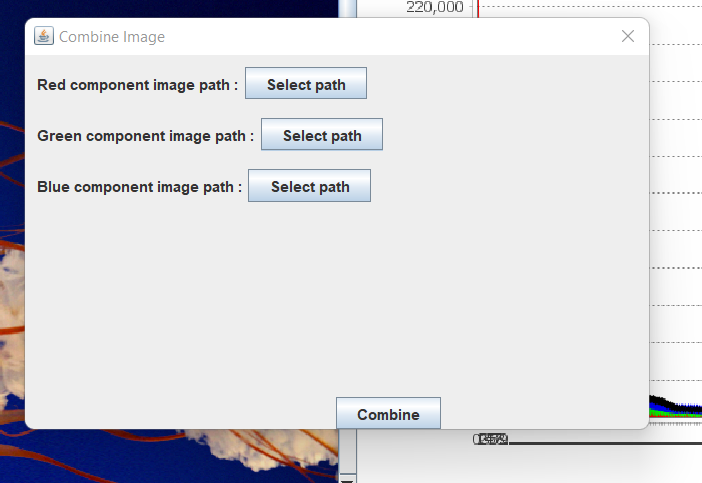 220,000
Combine Image
Red component image path : Select path
Green component image path : Select path
Blue component image path : Select path
Combine